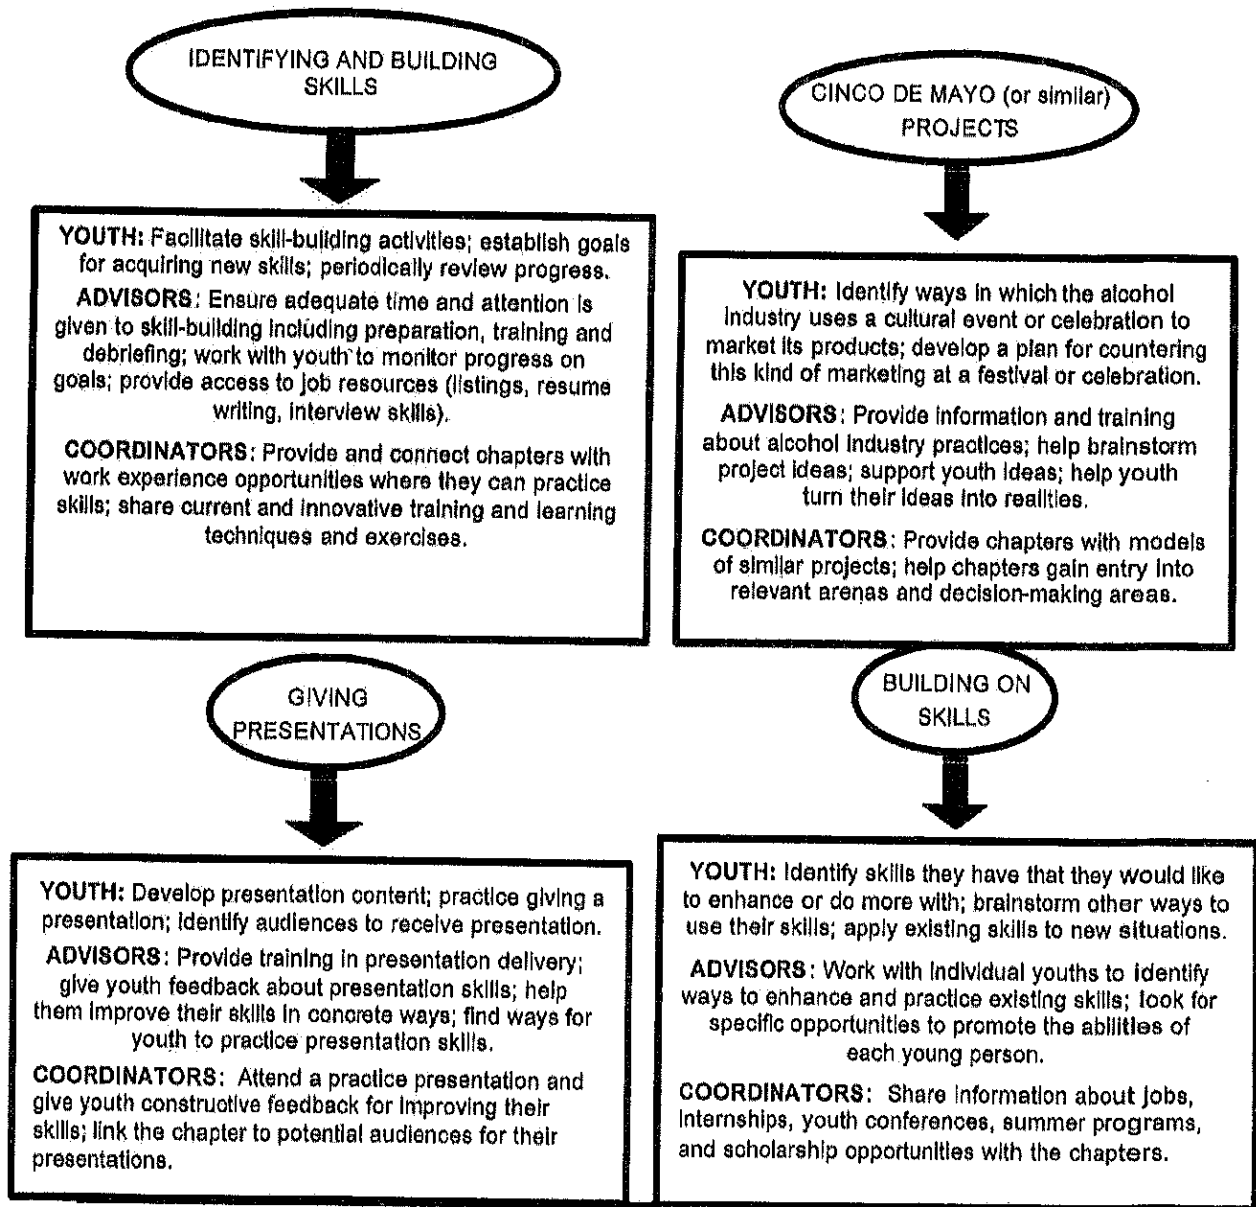 IDENTIFYING AND BUILDING
SKILLS
YOUTH: Facilitate skill-building activities; establish goals
for acquiring new skills; periodically review progress.
ADVISORS: Ensure adequate time and attention is
given to skill-building including preparation, training and
debriefing; work with youth to monitor progress on
goals; provide access to job resources (listings, resume
writing, interview skills).
COORDINATORS: Provide and connect chapters with
work experience opportunities where they can practice
skills; share current and innovative training and learning
techniques and exercises.
CINCO DE MAYO (or similar)
PROJECTS
YOUTH: Identify ways in which the alcohol
industry uses a cultural event or celebration to
market its products; develop a plan for countering
this kind of marketing at a festival or celebration.
ADVISORS: Provide information and training
about alcohol industry practices; help brainstorm
project ideas; support youth ideas; help youth
turn their ideas into realities.
COORDINATORS: Provide chapters with models
of similar projects; help chapters gain entry into
relevant arenas and decision-making areas.
GIVING
PRESENTATIONS
YOUTH: Develop presentation content; practice giving a
presentation; identify audiences to receive presentation.
ADVISORS: Provide training in presentation delivery;
give youth feedback about presentation skills; help
them improve their skills in concrete ways; find ways for
youth to practice presentation skills.
COORDINATORS: Attend a practice presentation and
give youth constructive feedback for improving their
skills; link the chapter to potential audiences for their
presentations.
BUILDING ON
SKILLS
YOUTH: Identify skills they have that they would like
to enhance or do more with; brainstorm other ways to
use their skills; apply existing skills to new situations.
ADVISORS: Work with individual youths to identify
ways to enhance and practice existing skills; look for
specific opportunities to promote the abilities of
each young person.
COORDINATORS: Share information about jobs,
internships, youth conferences, summer programs,
and scholarship opportunities with the chapters.